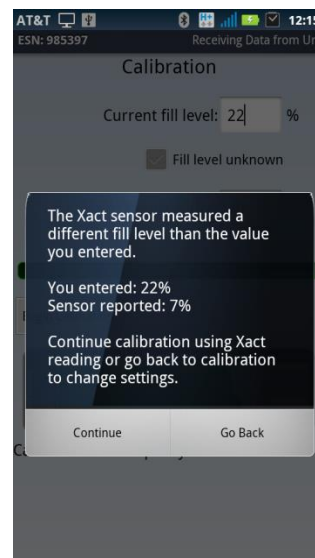 AT&T 12:15
ESN: 985397 Receiving Data from Un
Calibration
Current fill level: 22 %
Fill level unknown
The Xact sensor measured a
different fill level than the value
you entered.
You entered: 22%
Sensor reported: 7%
Continue calibration using Xact
reading or go back to calibration
to change settings.
Continue Go Back